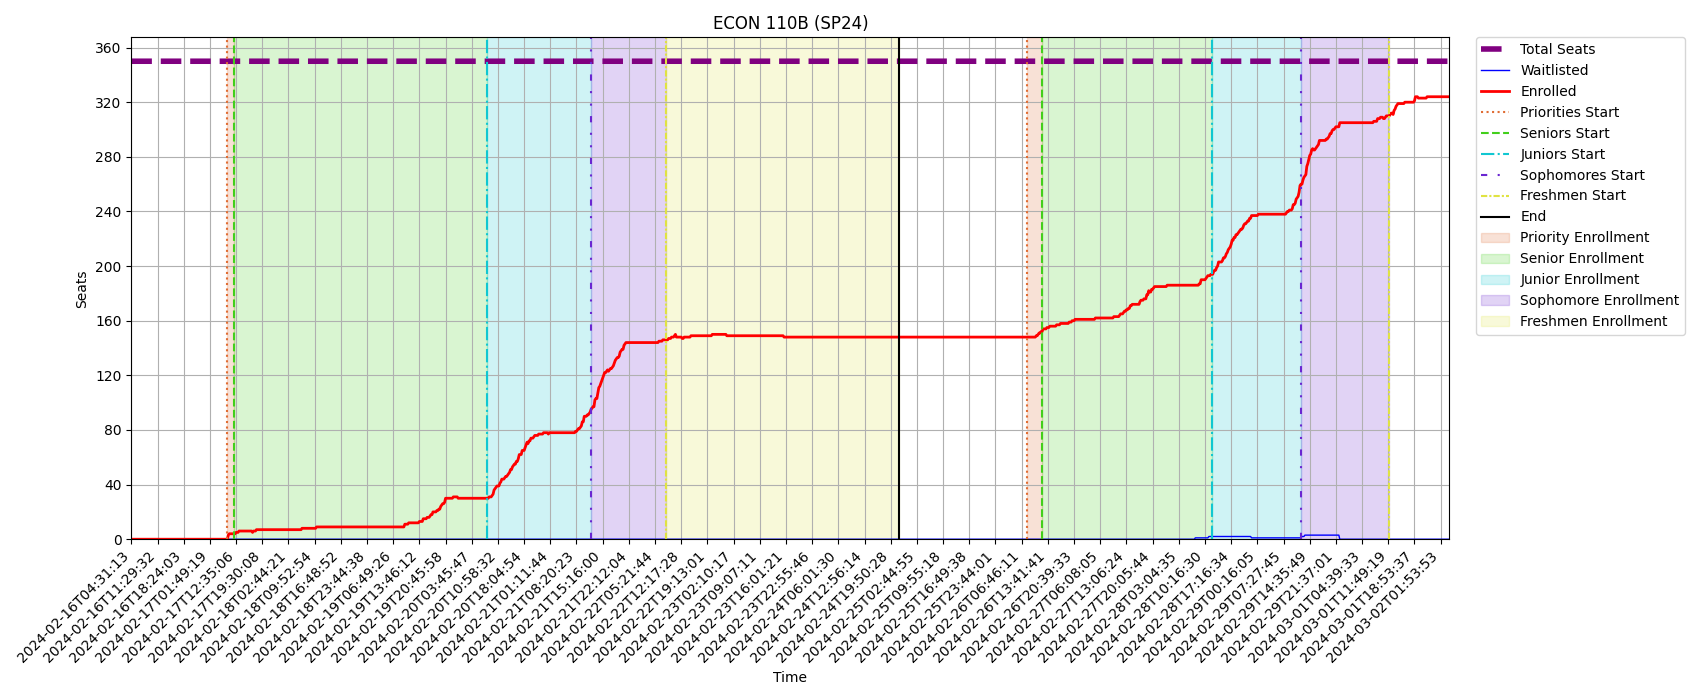 ECON 110B (SP24)
360
320
280
240
200
160
120
80
40
0
Seats
2024-02-16T04:31:13
2024-02-16T11:29:32
2024-02-16T18:24:03
2024-02-17T01:49:19
2024-02-17T12:35:06
2024-02-17T19:30:08
2024-02-18T02:44:21
2024-02-18T09:52:54
2024-02-18T16:48:52
2024-02-18T23:44:38
2024-02-19T06:49:26
2024-02-19T13:46:12
2024-02-19T20:45:58
2024-02-20T03:45:47
2024-02-20T10:58:32
2024-02-20T18:04:54
2024-02-21T01:11:44
2024-02-21T08:20:23
2024-02-21T15:16:00
2024-02-21T22:12:04
2024-02-22T05:21:44
2024-02-22T12:17:28
2024-02-22T19:13:01
2024-02-23T02:10:17
2024-02-23T09:07:11
2024-02-23T16:01:21
2024-02-23T22:55:46
2024-02-24T06:01:30
2024-02-24T12:56:14
2024-02-24T19:50:28
2024-02-25T02:44:55
2024-02-25T09:55:18
2024-02-25T16:49:38
2024-02-25T23:44:01
2024-02-26T06:46:11
2024-02-26T13:41:41
2024-02-26T20:39:33
2024-02-27T06:08:05
2024-02-27T13:06:24
2024-02-27T20:05:44
2024-02-28T03:04:35
2024-02-28T10:16:30
2024-02-28T17:16:34
2024-02-29T00:16:05
2024-02-29T07:27:45
2024-02-29T14:35:49
2024-02-29T21:37:01
2024-03-01T04:39:33
2024-03-01T11:49:19
2024-03-01T18:53:37
2024-03-02T01:53:53
Time
Total Seats
Waitlisted
Enrolled
Priorities Start
Seniors Start
Juniors Start
Sophomores Start
Freshmen Start
End
Priority Enrollment
Senior Enrollment
Junior Enrollment
Sophomore Enrollment
Freshmen Enrollment